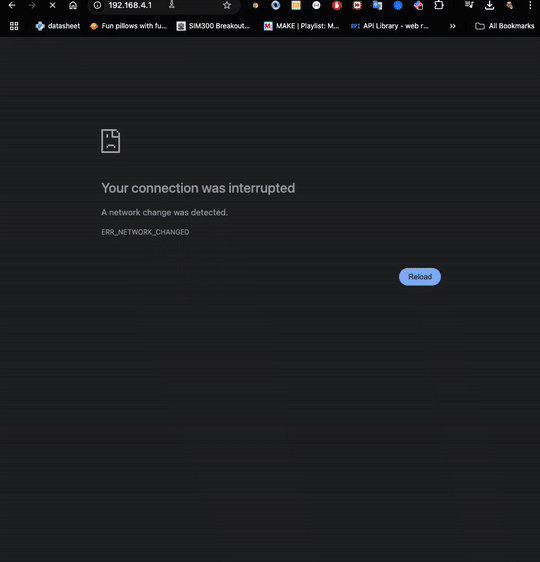 192.168.4.1
datasheet
Fun pillows with fu...
SIM300 Breakout...
MAKE | Playlist: M...
API Library - web r...
All Bookmarks
Your connection was interrupted
A network change was detected.
ERR_NETWORK_CHANGED
Reload